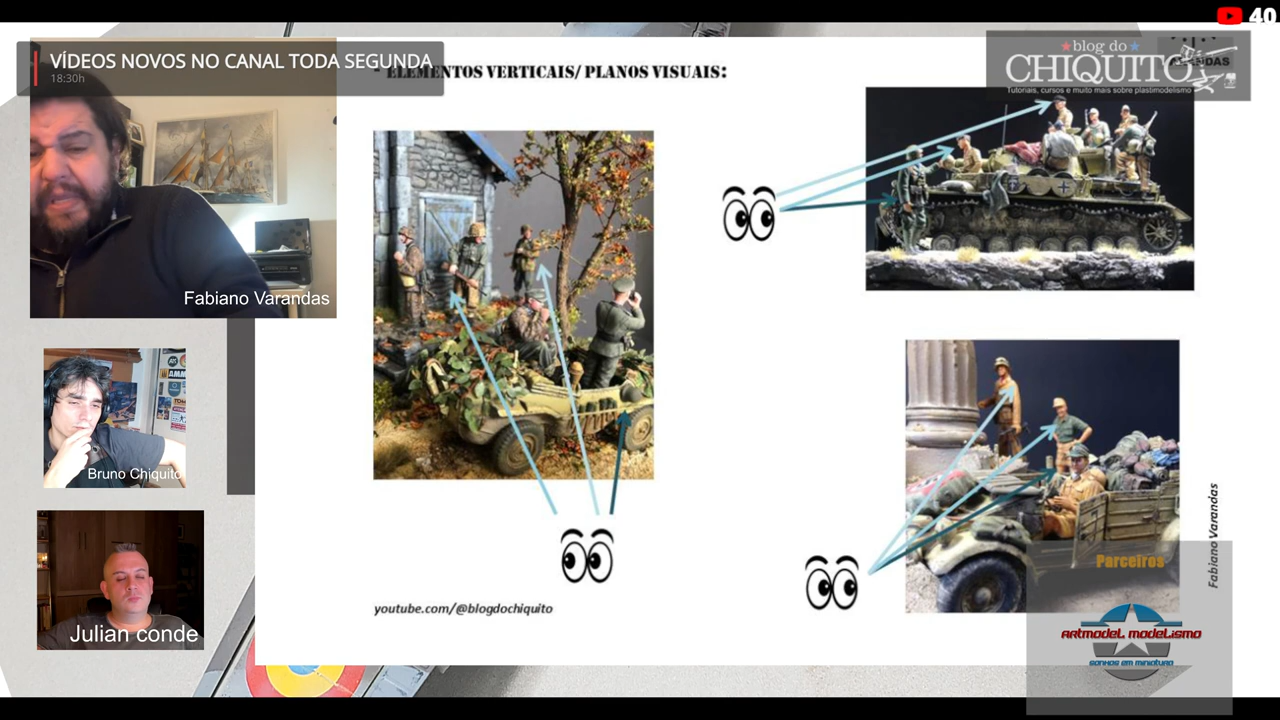 40
VÍDEOS NOVOS NO CANAL TODA SEGUNDA
18:30h
ELEMENTOS VERTICAIS/ PLANOS VISUAIS:
blog do
CHIQUITO
Tutoriais, cursos e muito mais sobre plastimodelismo
Fabiano Varandas
Bruno Chiquito
Julian conde
youtube.com/@blogdochiquito
Fabiano Varandas
Parceiros
ARTMODEL MODELISMO
SONHOS EM MINIATURA